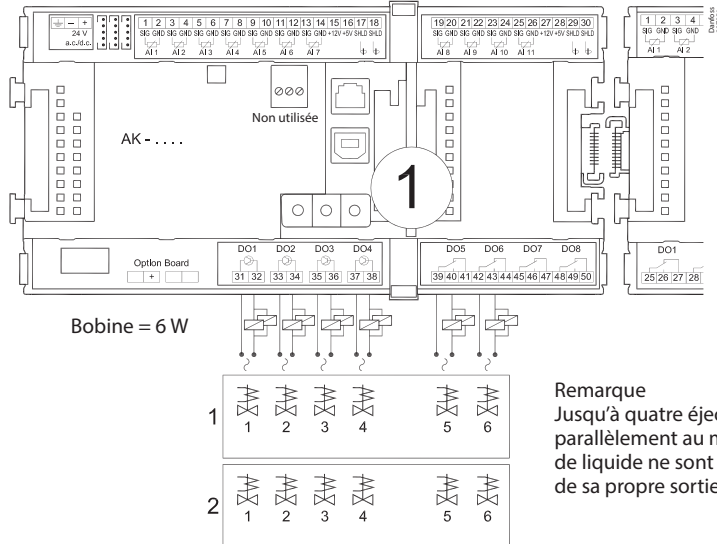 1 2 3 4 5 6 7 8 9 10 11 12 13 14 15 16 17 18
SIG GND SIG GND SIG GND SIG GND SIG GND SIG GND SIG GND +12V +5V SHLD SHLD
AI 1 AI 2 AI 3 AI 4 AI 5 AI 6 AI 7
- +
24 V
a.c./d.c.
19 20 21 22 23 24 25 26 27 28 29 30
SIG GND SIG GND SIG GND SIG GND +12V +5V SHLD SHLD
AI 8 AI 9 AI 10 AI 11
1 2 3 4
SIG GND SIG GND
AI 1 AI 2
Danfoss
Non utilisée
AK - . . . .
1
Option Board
+
DO1 DO2 DO3 DO4
31 32 33 34 35 36 37 38
DO5 DO6 DO7 DO8
39 40 41 42 43 44 45 46 47 48 49 50
DO1
25 26 27 28
Bobine = 6 W
1
1 2 3 4 5 6
2
1 2 3 4 5 6
Remarque
Jusqu'à quatre éjec
parallèlement au
de liquide ne sont
de sa propre sortie